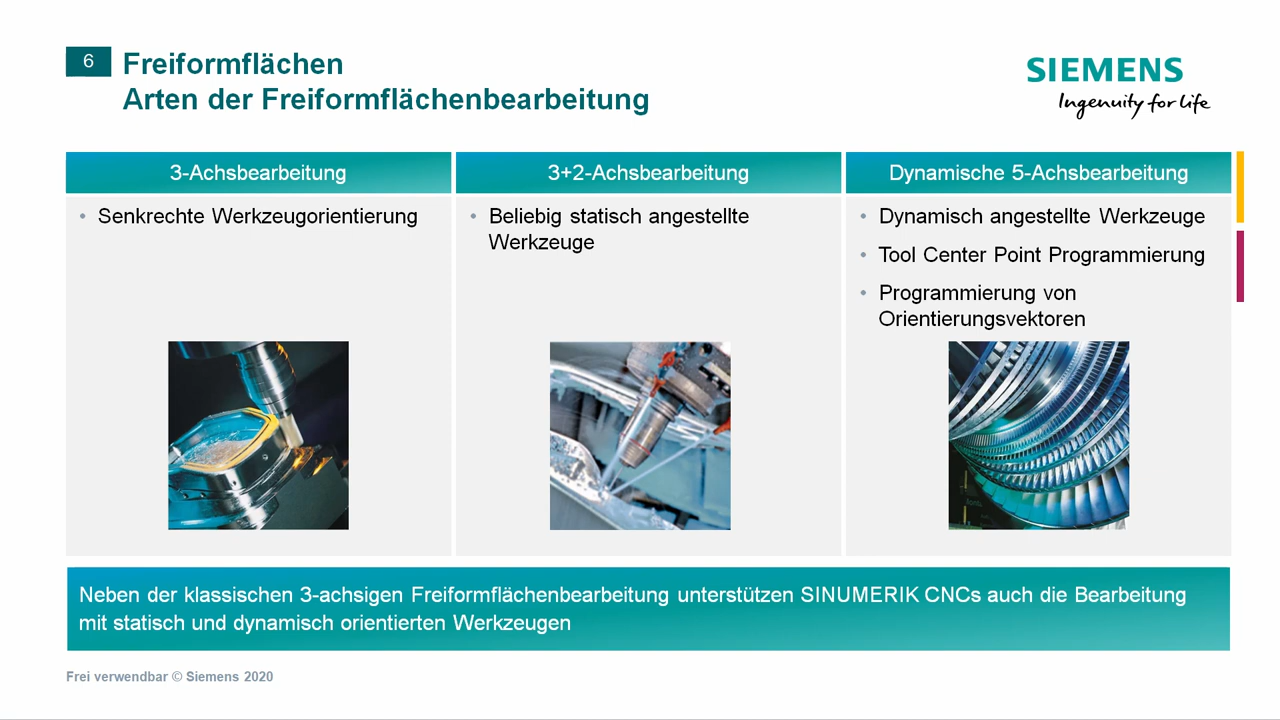 6
Freiformflächen
Arten der Freiformflächenbearbeitung
SIEMENS
Ingenuity for life
3-Achsbearbeitung
• Senkrechte Werkzeugorientierung
3+2-Achsbearbeitung
• Beliebig statisch angestellte
Werkzeuge
Dynamische 5-Achsbearbeitung
• Dynamisch angestellte Werkzeuge
• Tool Center Point Programmierung
• Programmierung von
Orientierungsvektoren
Neben der klassischen 3-achsigen Freiformflächenbearbeitung unterstützen SINUMERIK CNCs auch die Bearbeitung
mit statisch und dynamisch orientierten Werkzeugen
Frei verwendbar © Siemens 2020